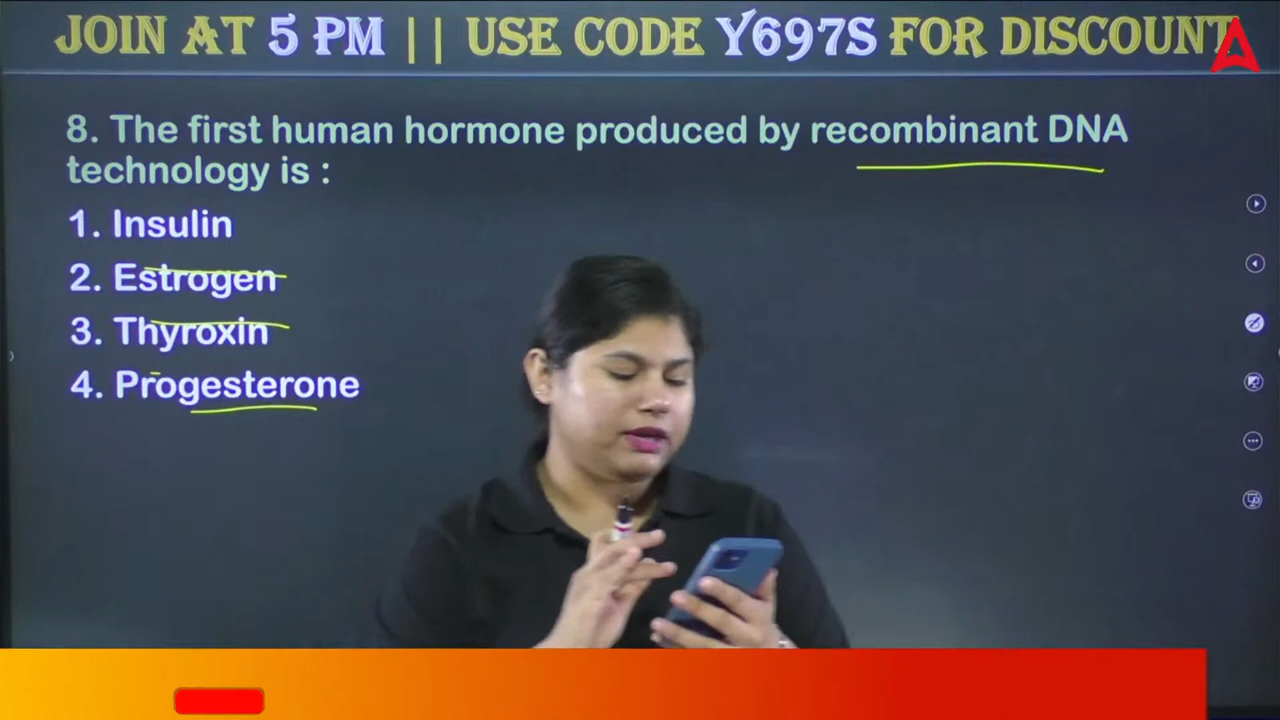 JOIN AT 5 PM || USE CODE Y697S FOR DISCOUNT
8. The first human hormone produced by recombinant DNA
technology is :
1. Insulin
2. Estrogen
3. Thyroxin
4. Progesterone